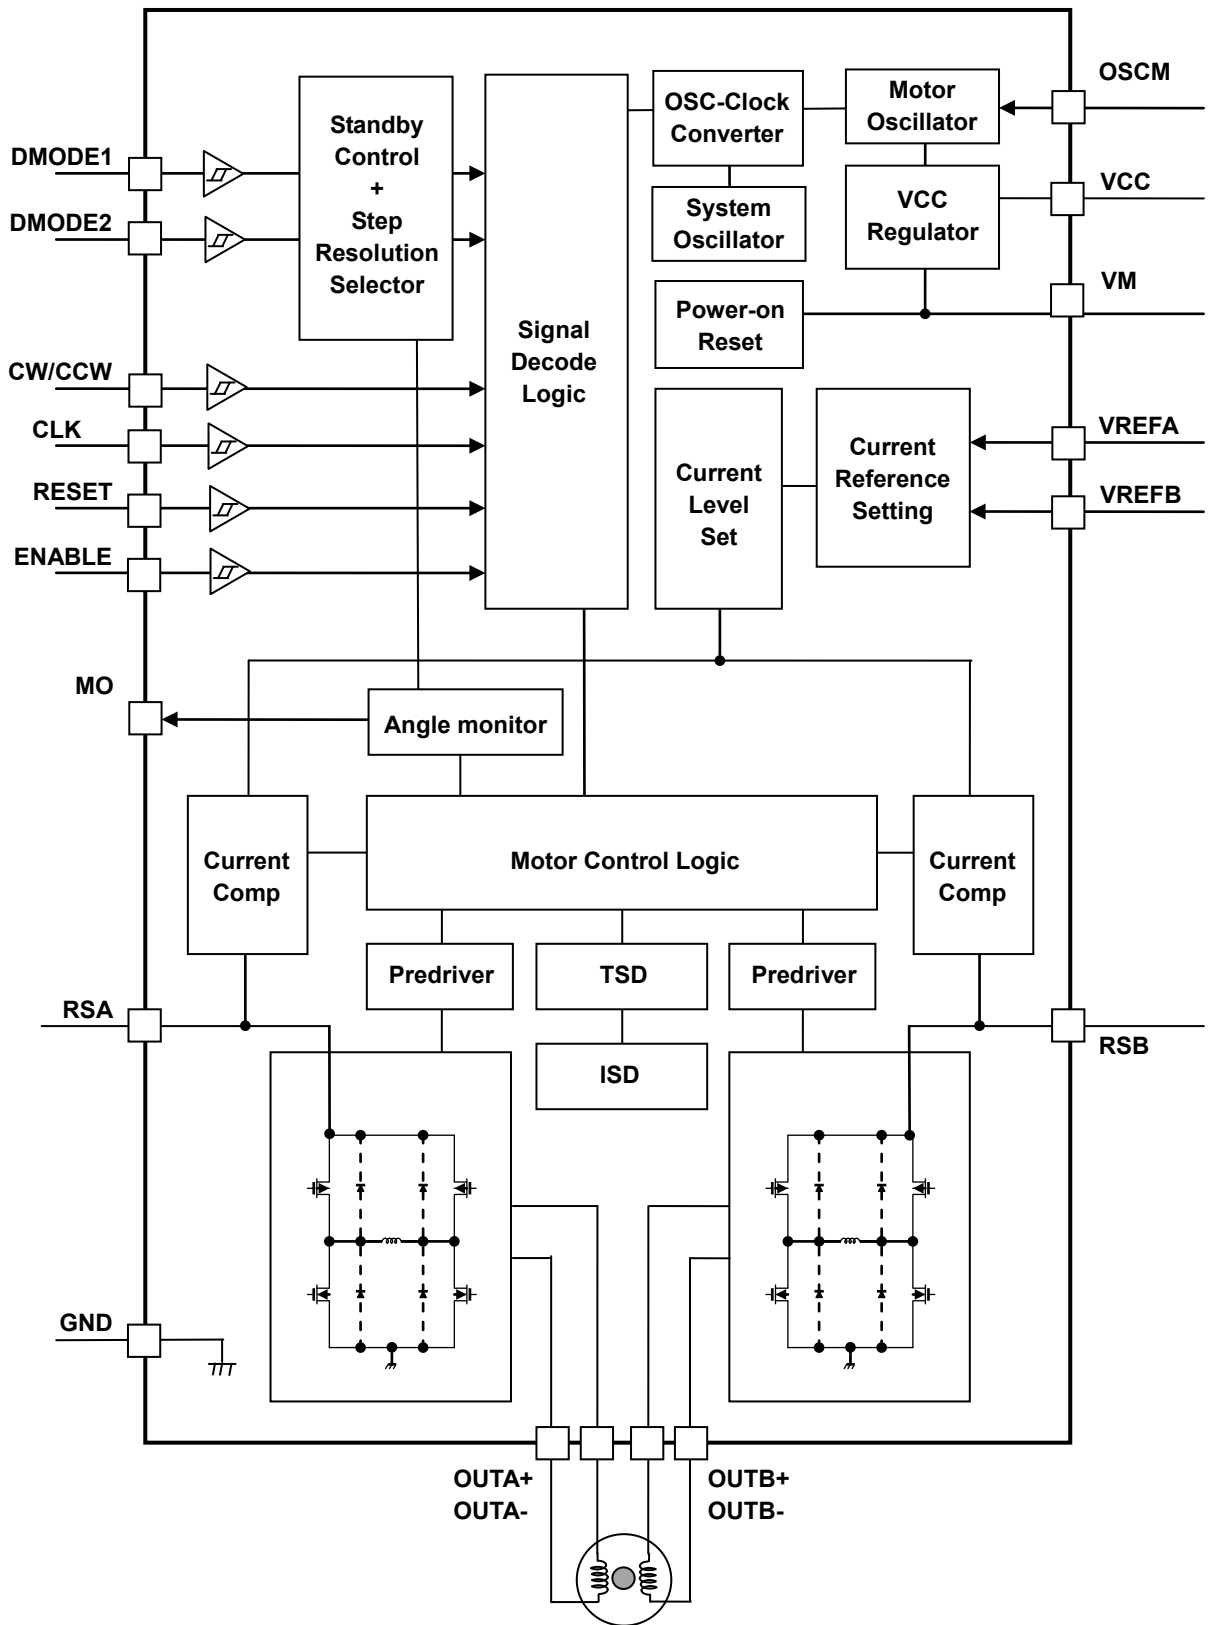 OSCM
OSC-Clock
Converter
Motor
Oscillator
Standby
Control
+
Step
Resolution
Selector
DMODE1
DMODE2
System
Oscillator
VCC
Regulator
VCC
VM
Power-on
Reset
Signal
Decode
Logic
CW/CCW
CLK
RESET
ENABLE
Current
Level
Set
Current
Reference
Setting
VREFA
VREFB
MO
Angle monitor
Current
Comp
Motor Control Logic
Current
Comp
Predriver
TSD
Predriver
RSA
RSB
ISD
GND
OUTA+
OUTA-
OUTB+
OUTB-